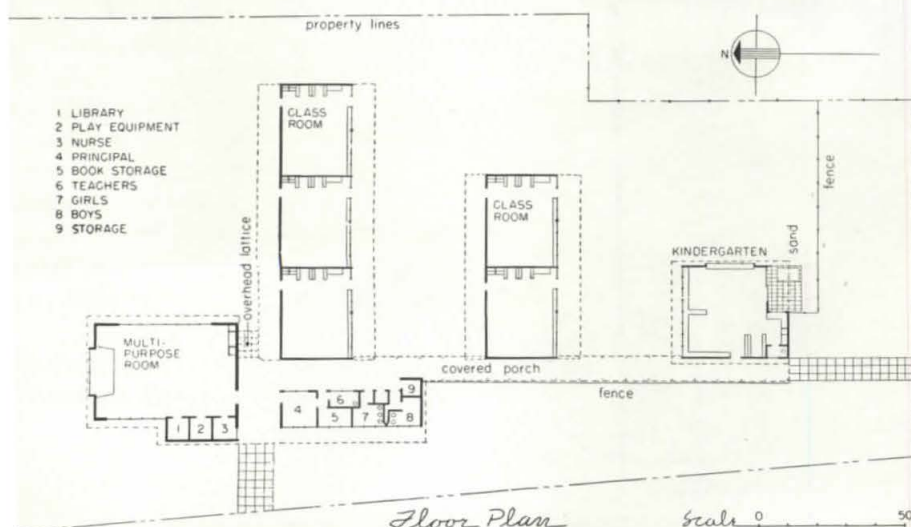 property lines
N
1 LIBRARY
2 PLAY EQUIPMENT
3 NURSE
4 PRINCIPAL
5 BOOK STORAGE
6 TEACHERS
7 GIRLS
8 BOYS
9 STORAGE
CLASS
ROOM
CLASS
ROOM
fence
sand
KINDERGARTEN
overhead lattice
MULTI-
PURPOSE
ROOM
covered porch
fence
1 2 3
4
5
6
7
8
9
Floor Plan
Scale 0 50